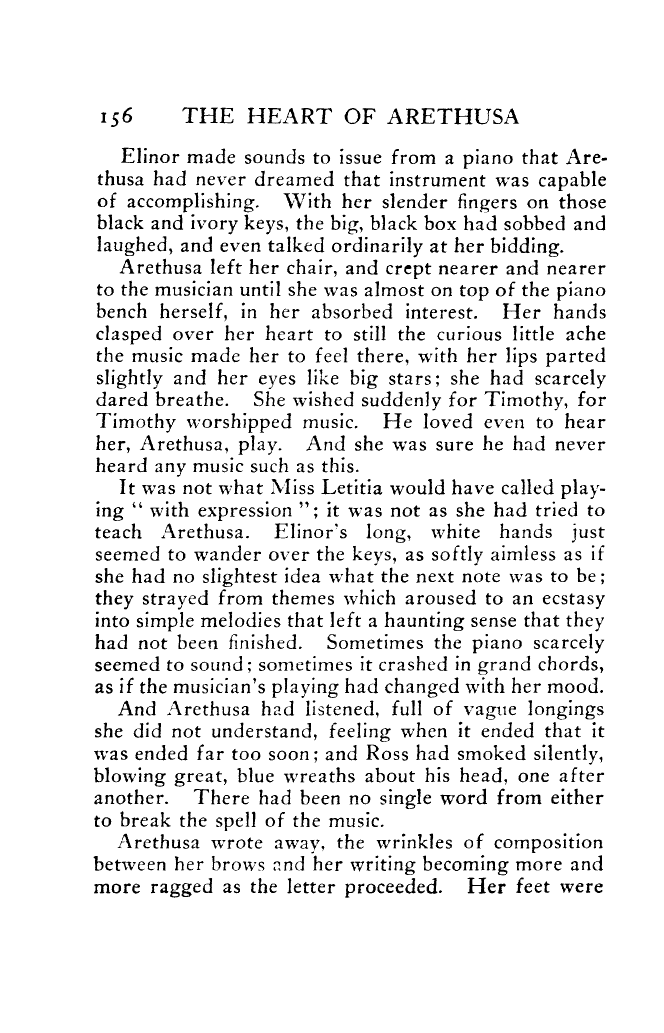 156 THE HEART OF ARETHUSA
Elinor made sounds to issue from a piano that Are-
thusa had never dreamed that instrument was capable
of accomplishing. With her slender fingers on those
black and ivory keys, the big, black box had sobbed and
laughed, and even talked ordinarily at her bidding.
Arethusa left her chair, and crept nearer and nearer
to the musician until she was almost on top of the piano
bench herself, in her absorbed interest. Her hands
clasped over her heart to still the curious little ache
the music made her to feel there, with her lips parted
slightly and her eyes like big stars; she had scarcely
dared breathe. She wished suddenly for Timothy, for
Timothy worshipped music. He loved even to hear
her, Arethusa, play. And she was sure he had never
heard any music such as this.
It was not what Miss Letitia would have called play-
ing “ with expression ”; it was not as she had tried to
teach Arethusa. Elinor's long, white hands just
seemed to wander over the keys, as softly aimless as if
she had no slightest idea what the next note was to be;
they strayed from themes which aroused to an ecstasy
into simple melodies that left a haunting sense that they
had not been finished. Sometimes the piano scarcely
seemed to sound; sometimes it crashed in grand chords,
as if the musician's playing had changed with her mood.
And Arethusa had listened, full of vague longings
she did not understand, feeling when it ended that it
was ended far too soon; and Ross had smoked silently,
blowing great, blue wreaths about his head, one after
another. There had been no single word from either
to break the spell of the music.
Arethusa wrote away, the wrinkles of composition
between her brows and her writing becoming more and
more ragged as the letter proceeded. Her feet were